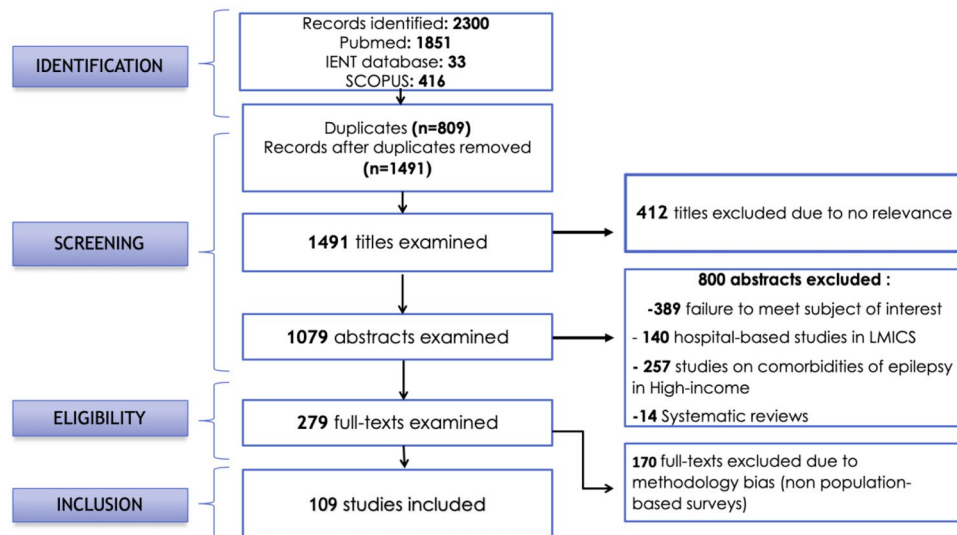 IDENTIFICATION
Records identified: 2300
Pubmed: 1851
IENT database: 33
SCOPUS: 416
SCREENING
Duplicates (n=809)
Records after duplicates removed
(n=1491)
1491 titles examined
412 titles excluded due to no relevance
1079 abstracts examined
800 abstracts excluded :
-389 failure to meet subject of interest
- 140 hospital-based studies in LMICS
- 257 studies on comorbidities of epilepsy
in High-income
-14 Systematic reviews
ELIGIBILITY
279 full-texts examined
170 full-texts excluded due to
methodology bias (non population-
based surveys)
INCLUSION
109 studies included